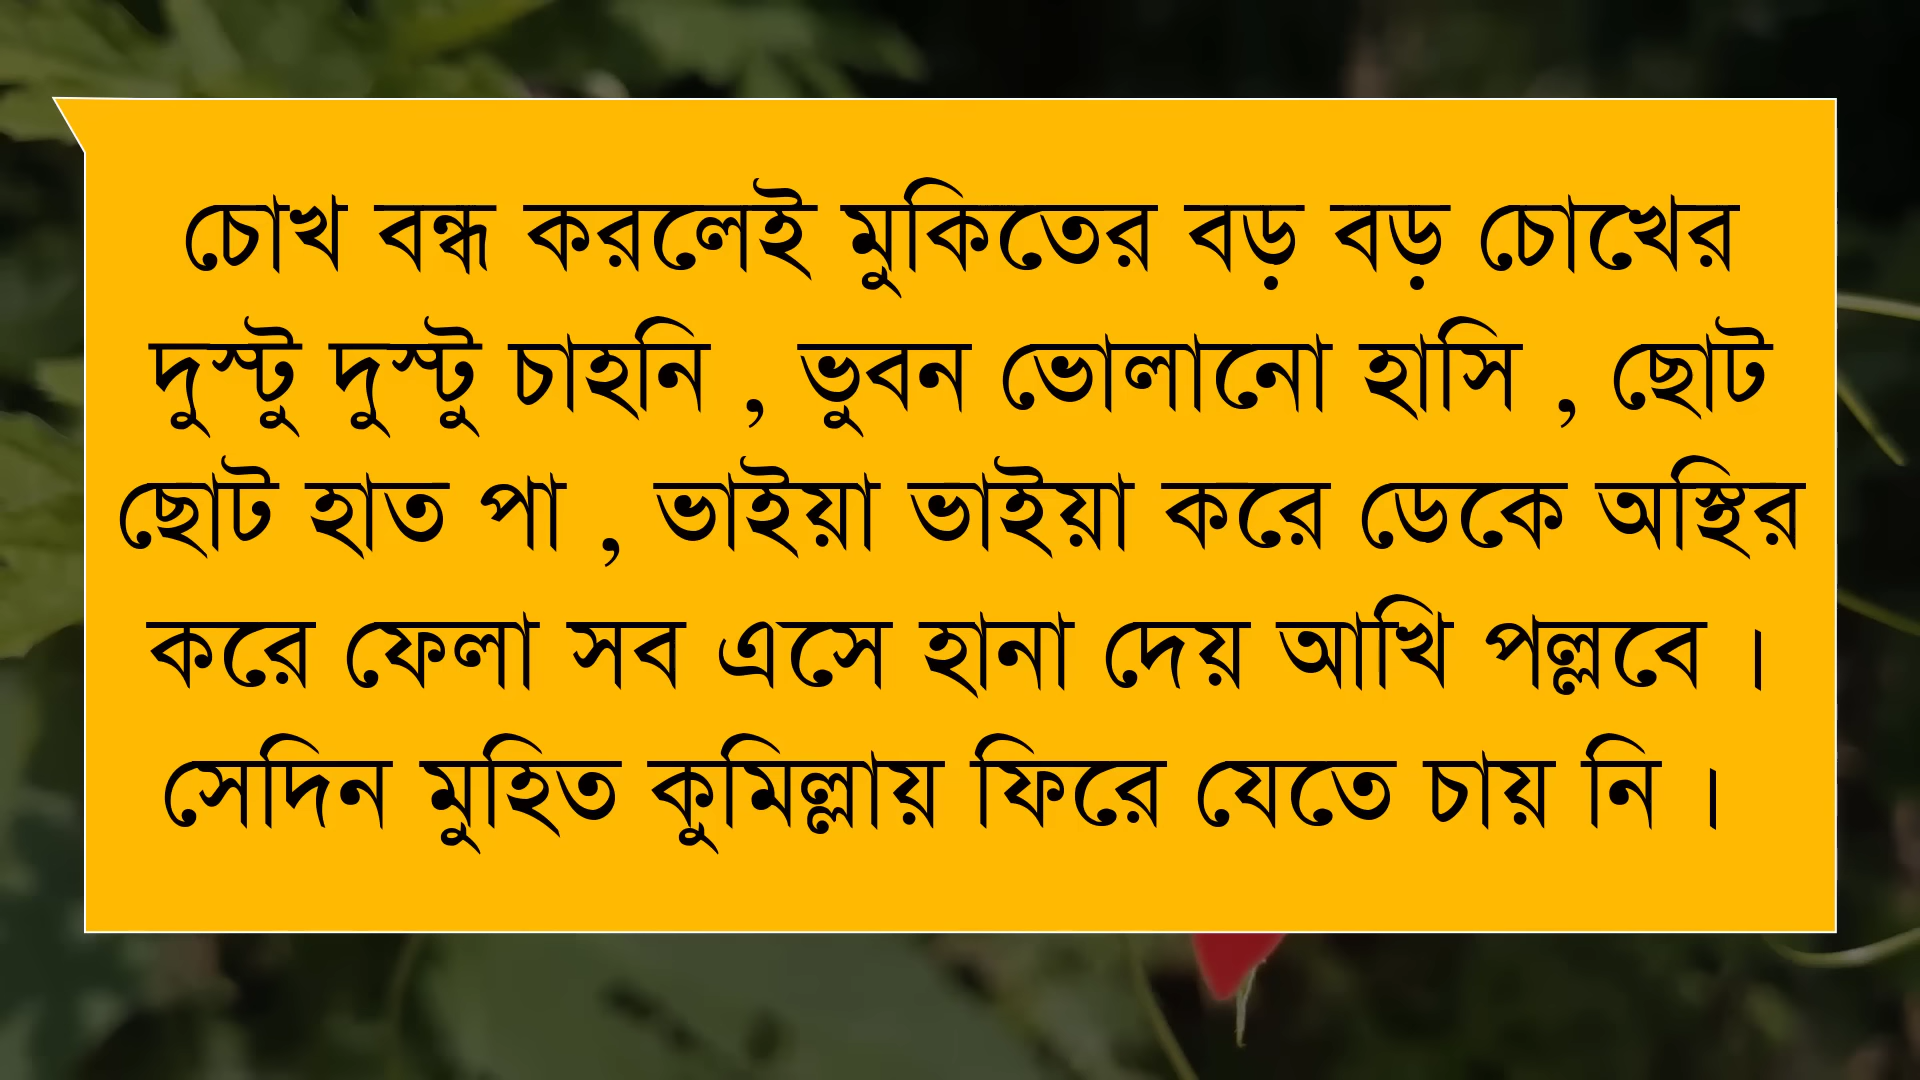 চোখ বন্ধ করলেই মুকিতের বড় বড় চোখের
দুস্টু দুস্টু চাহনি , ভুবন ভোলানো হাসি , ছোট
ছোট হাত পা , ভাইয়া ভাইয়া করে ডেকে অস্থির
করে ফেলা সব এসে হানা দেয় আখি পল্লবে ।
সেদিন মুহিত কুমিল্লায় ফিরে যেতে চায় নি ।